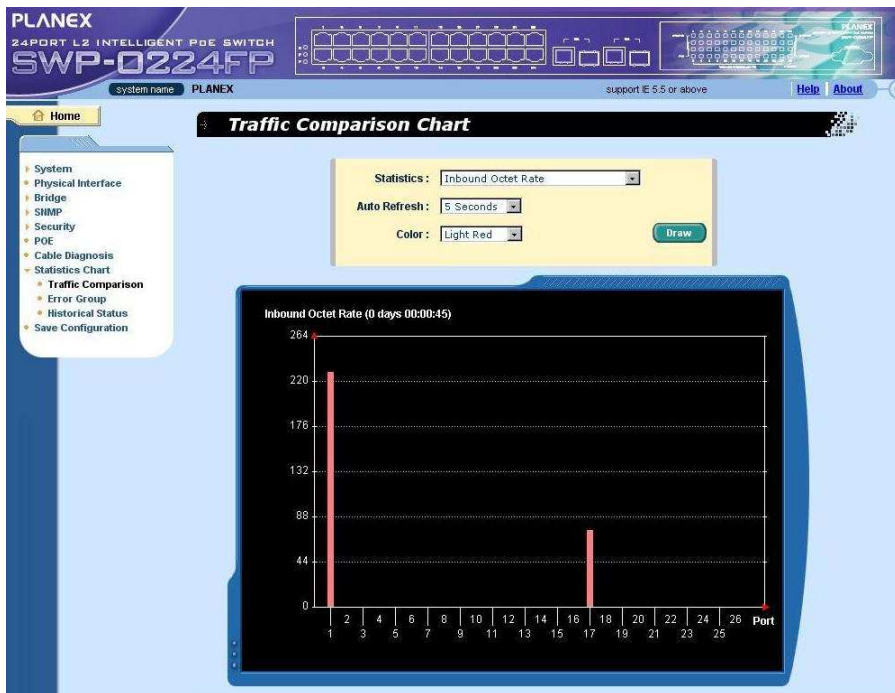 PLANEX
24PORT L2 INTELLIGENT PoE SWITCH
SWP-0224FP
PLANEX
system name PLANEX support IE 5.5 or above Help About
Home
Traffic Comparison Chart
System
Physical Interface
Bridge
SNMP
Security
POE
Cable Diagnosis
Statistics Chart
Traffic Comparison
Error Group
Historical Status
Save Configuration
Statistics : Inbound Octet Rate
Auto Refresh : 5 Seconds
Color : Light Red Draw
Inbound Octet Rate (0 days 00:00:45)
264
220
176
132
88
44
0
2 4 6 8 10 12 14 16 18 20 22 24 26 Port
1 3 5 7 9 11 13 15 17 19 21 23 25